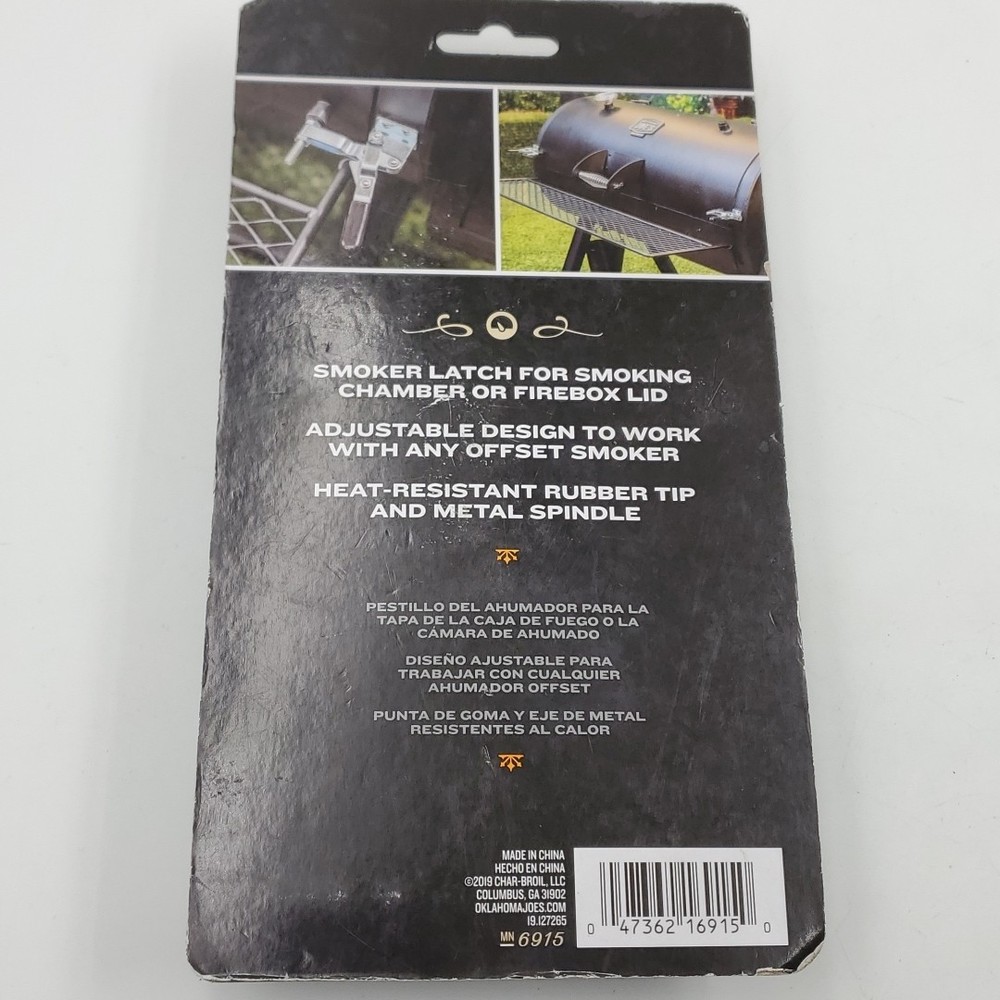 SMOKER LATCH FOR SMOKING
CHAMBER OR FIREBOX LID
ADJUSTABLE DESIGN TO WORK
WITH ANY OFFSET SMOKER
HEAT-RESISTANT RUBBER TIP
AND METAL SPINDLE
PESTILLO DEL AHUMADOR PARA LA
TAPA DE LA CAJA DE FUEGO O LA
CÁMARA DE AHUMADO
DISEÑO AJUSTABLE PARA
TRABAJAR CON CUALQUIER
AHUMADOR OFFSET
PUNTA DE GOMA Y EJE DE METAL
RESISTENTES AL CALOR
MADE IN CHINA
HECHO EN CHINA
©2019 CHAR-BROIL, LLC
COLUMBUS, GA 31902
OKLAHOMAJOES.COM
19.127265
MN 6915
0 47362 16915 0